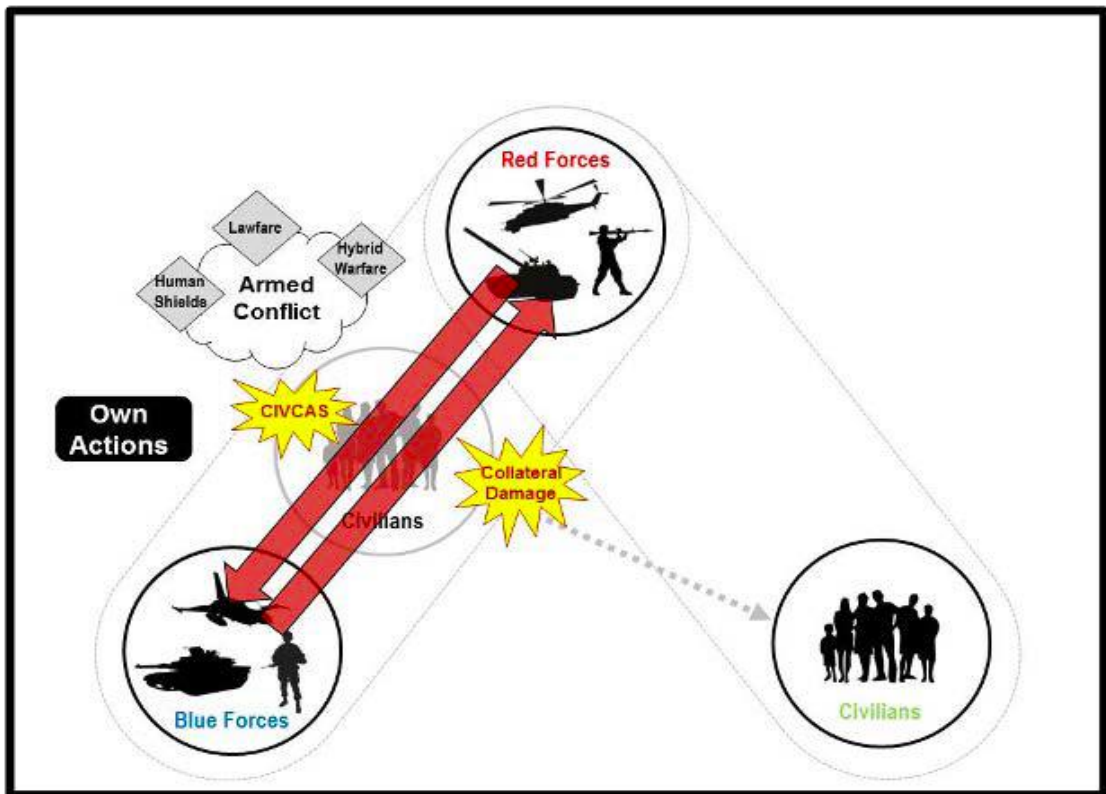 Red Forces
Lawfare
Hybrid
Warfare
Human
Shields
Armed
Conflict
CIVCAS
Own
Actions
Collateral
Damage
Civilians
Blue Forces
Civilians